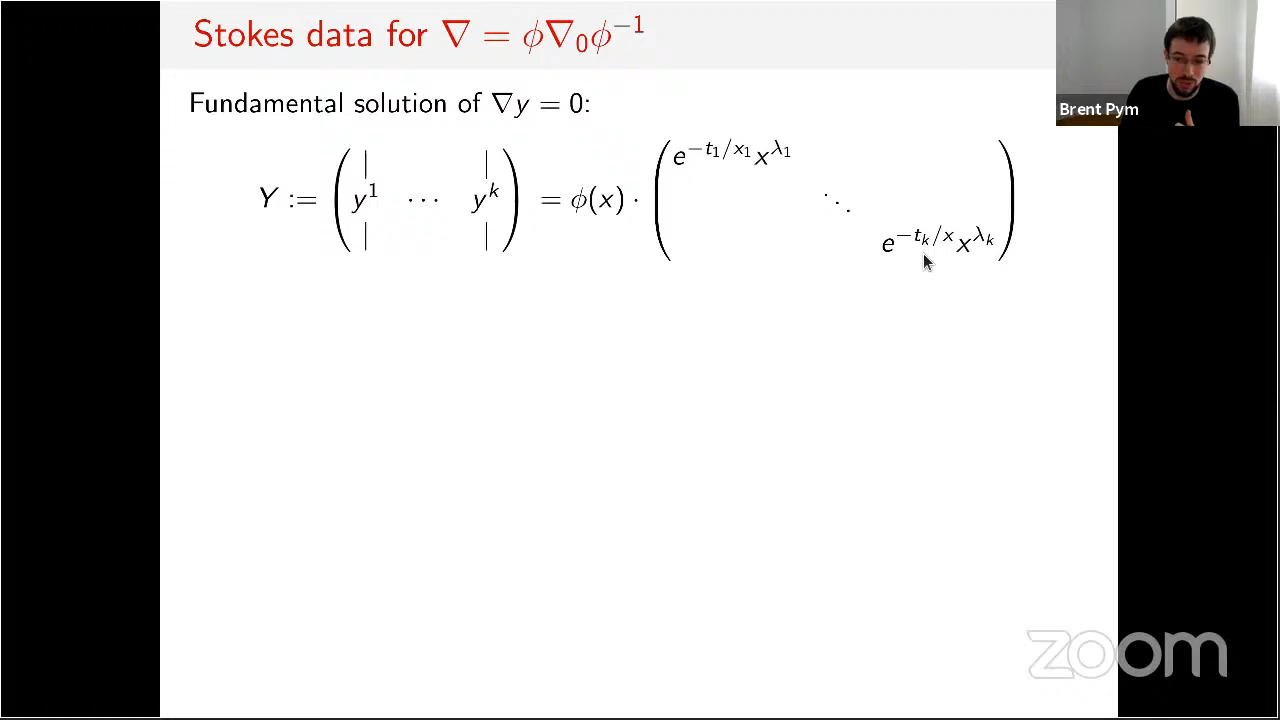 Stokes data for ∇ = φ∇₀φ⁻¹
Brent Pym
Fundamental solution of ∇y = 0:
Y := ( y¹ ⋯ yᵏ ) = φ(x) · ( e^{−t₁/x₁}x^{λ₁} ⋱ e^{−tₖ/x}x^{λₖ} )
zoom